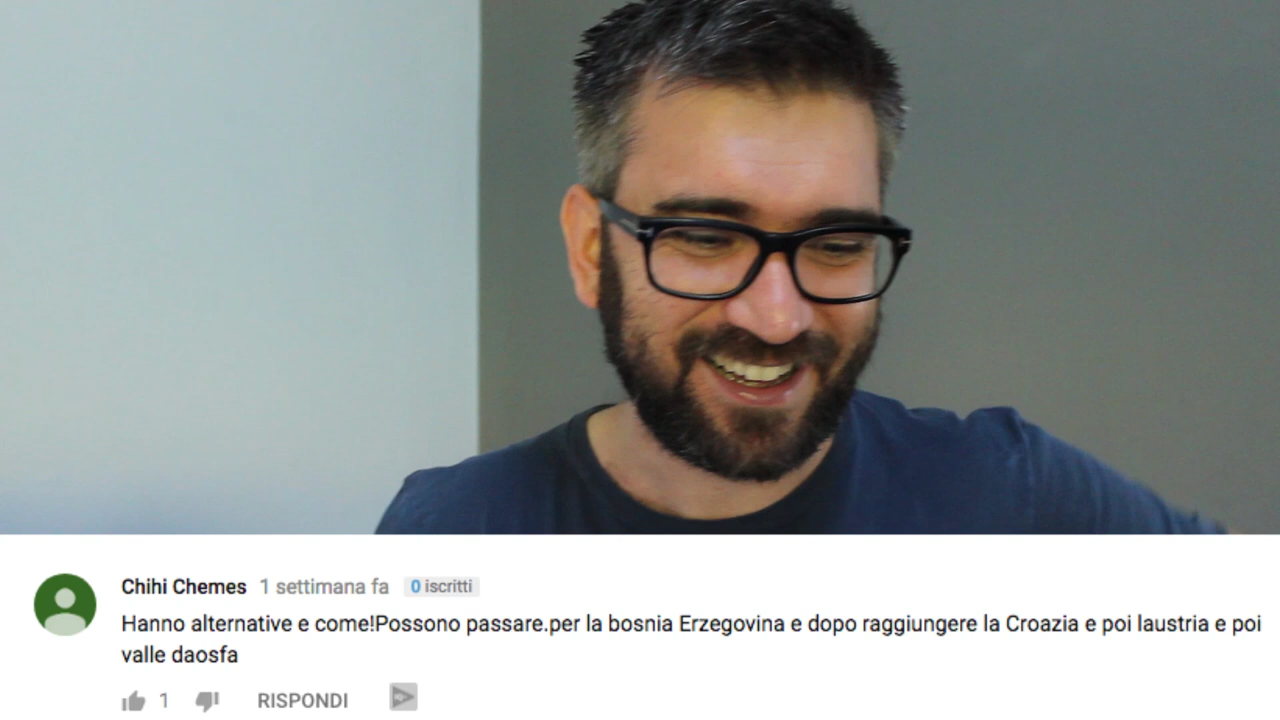 Chihi Chemes 1 settimana fa 0 iscritti
Hanno alternative e come!Possono passare.per la bosnia Erzegovina e dopo raggiungere la Croazia e poi laustria e poi
valle daosfa
1 RISPONDI